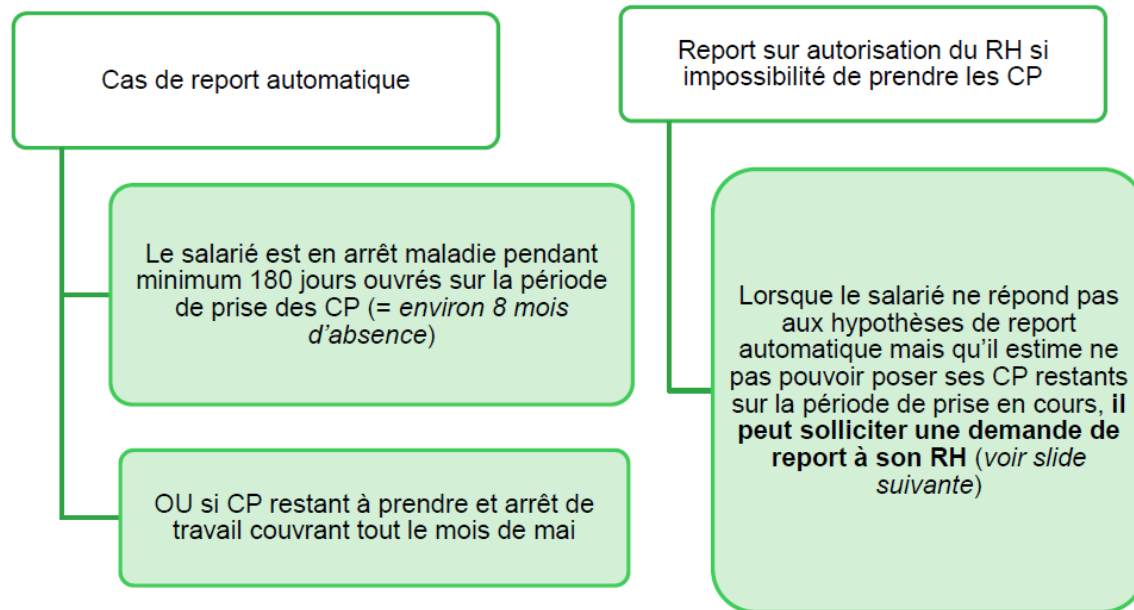 Cas de report automatique
Le salarié est en arrêt maladie pendant
minimum 180 jours ouvrés sur la période
de prise des CP (= environ 8 mois
d’absence)
OU si CP restant à prendre et arrêt de
travail couvrant tout le mois de mai
Report sur autorisation du RH si
impossibilité de prendre les CP
Lorsque le salarié ne répond pas
aux hypothèses de report
automatique mais qu’il estime ne
pas pouvoir poser ses CP restants
sur la période de prise en cours, il
peut solliciter une demande de
report à son RH (voir slide
suivante)